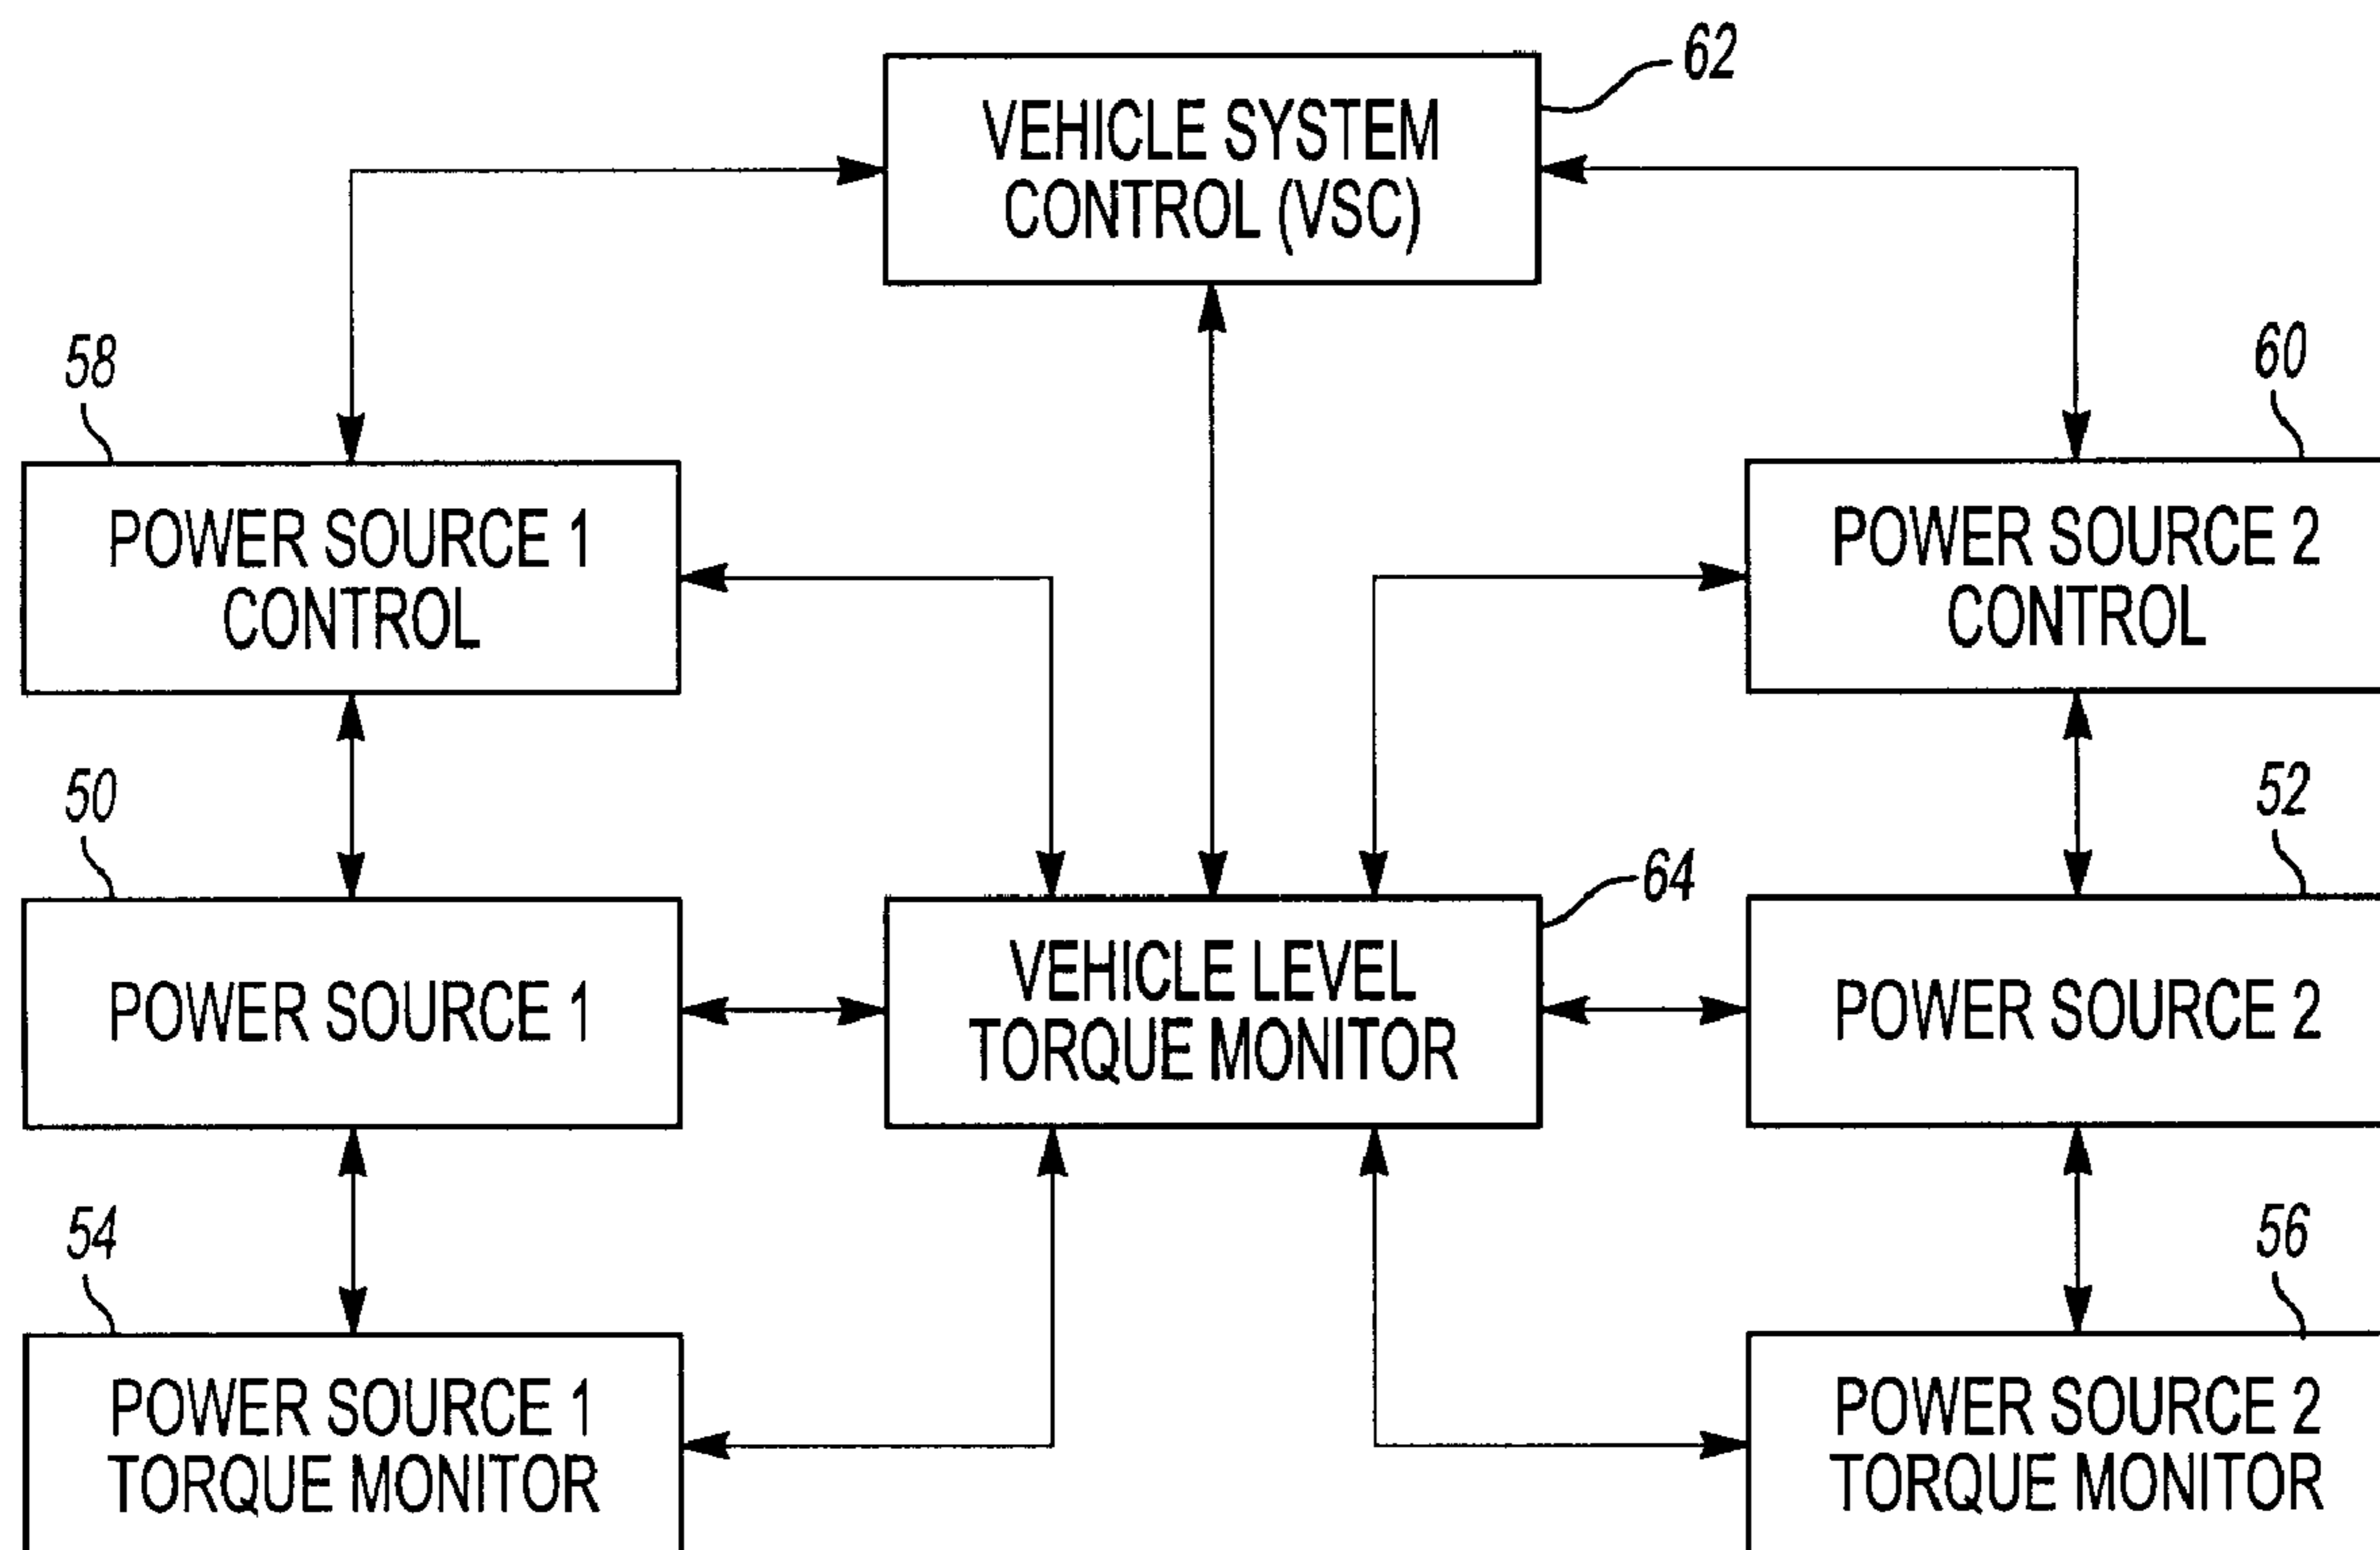 62
VEHICLE SYSTEM
CONTROL (VSC)
58
60
POWER SOURCE 1
CONTROL
POWER SOURCE 2
CONTROL
50
52
64
POWER SOURCE 1
VEHICLE LEVEL
TORQUE MONITOR
POWER SOURCE 2
54
56
POWER SOURCE 1
TORQUE MONITOR
POWER SOURCE 2
TORQUE MONITOR